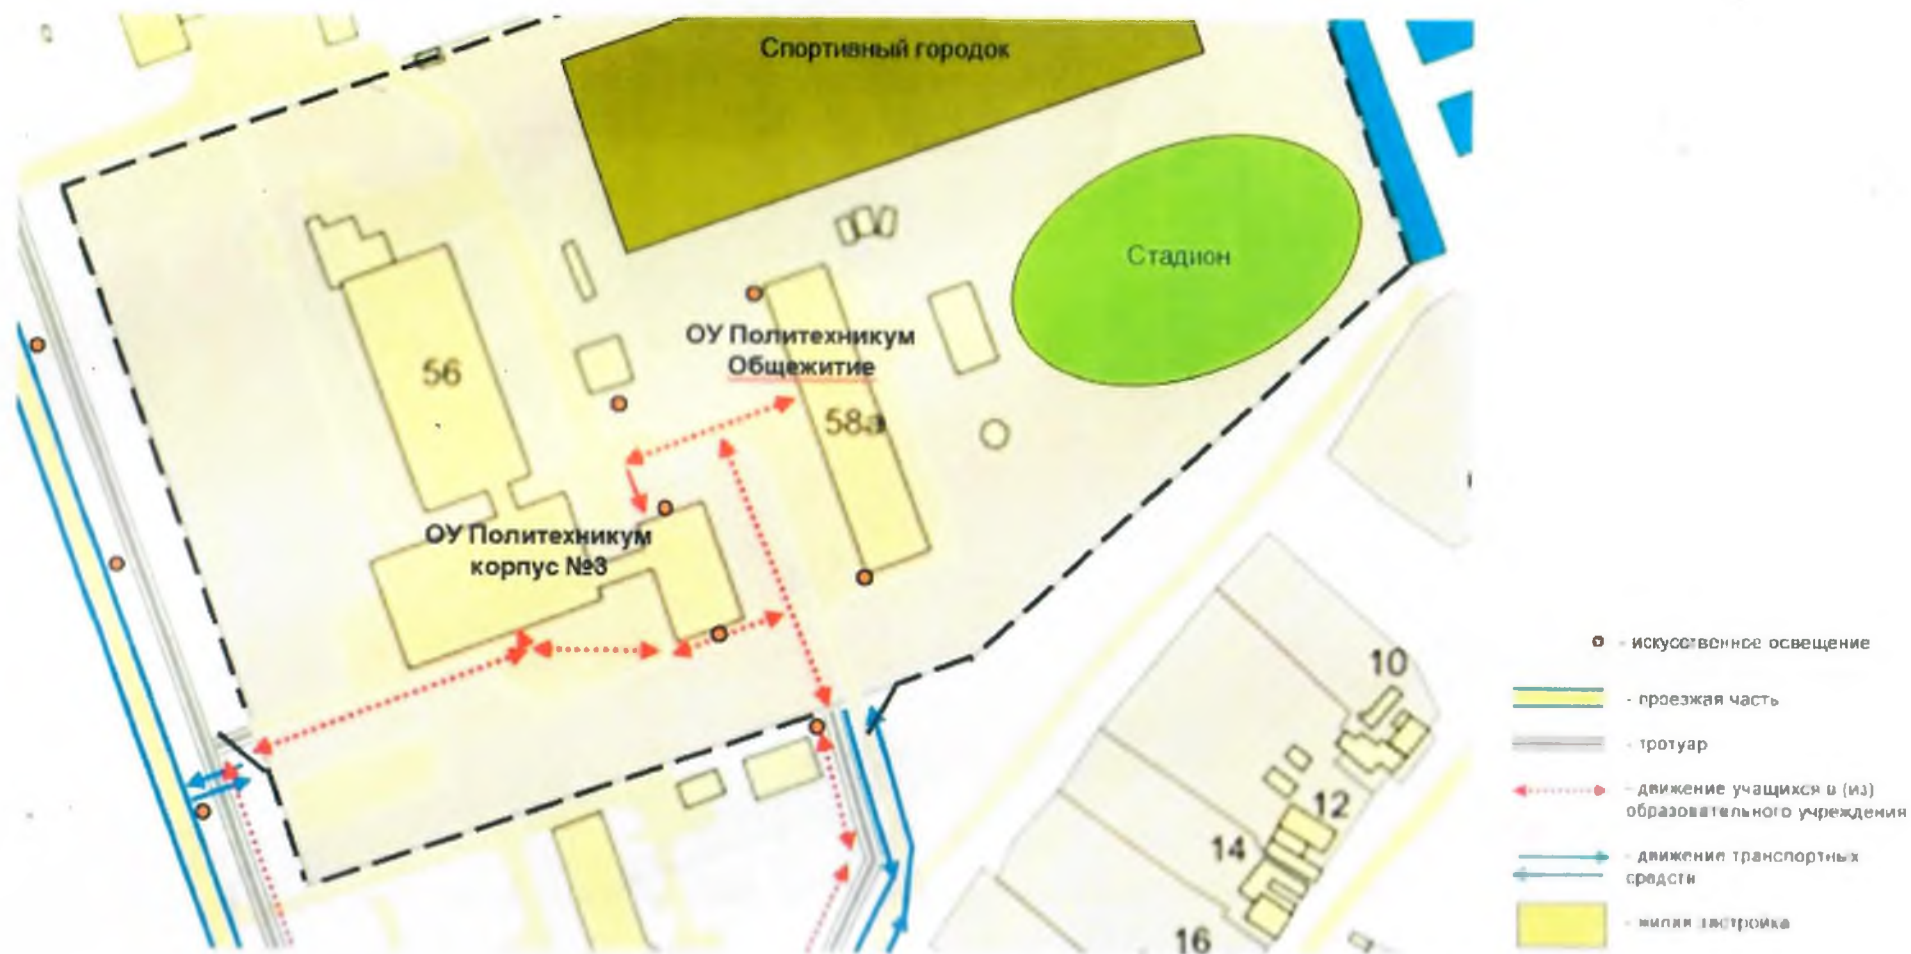 Спортивный городок
Стадион
ОУ Политехникум
Общежитие
56
58а
ОУ Политехникум
корпус №3
10
12
14
16
- искусственное освещение
- проезжая часть
- тротуар
- движение учащихся в (из)
образовательного учреждения
- движение транспортных
средств
- жилая застройка